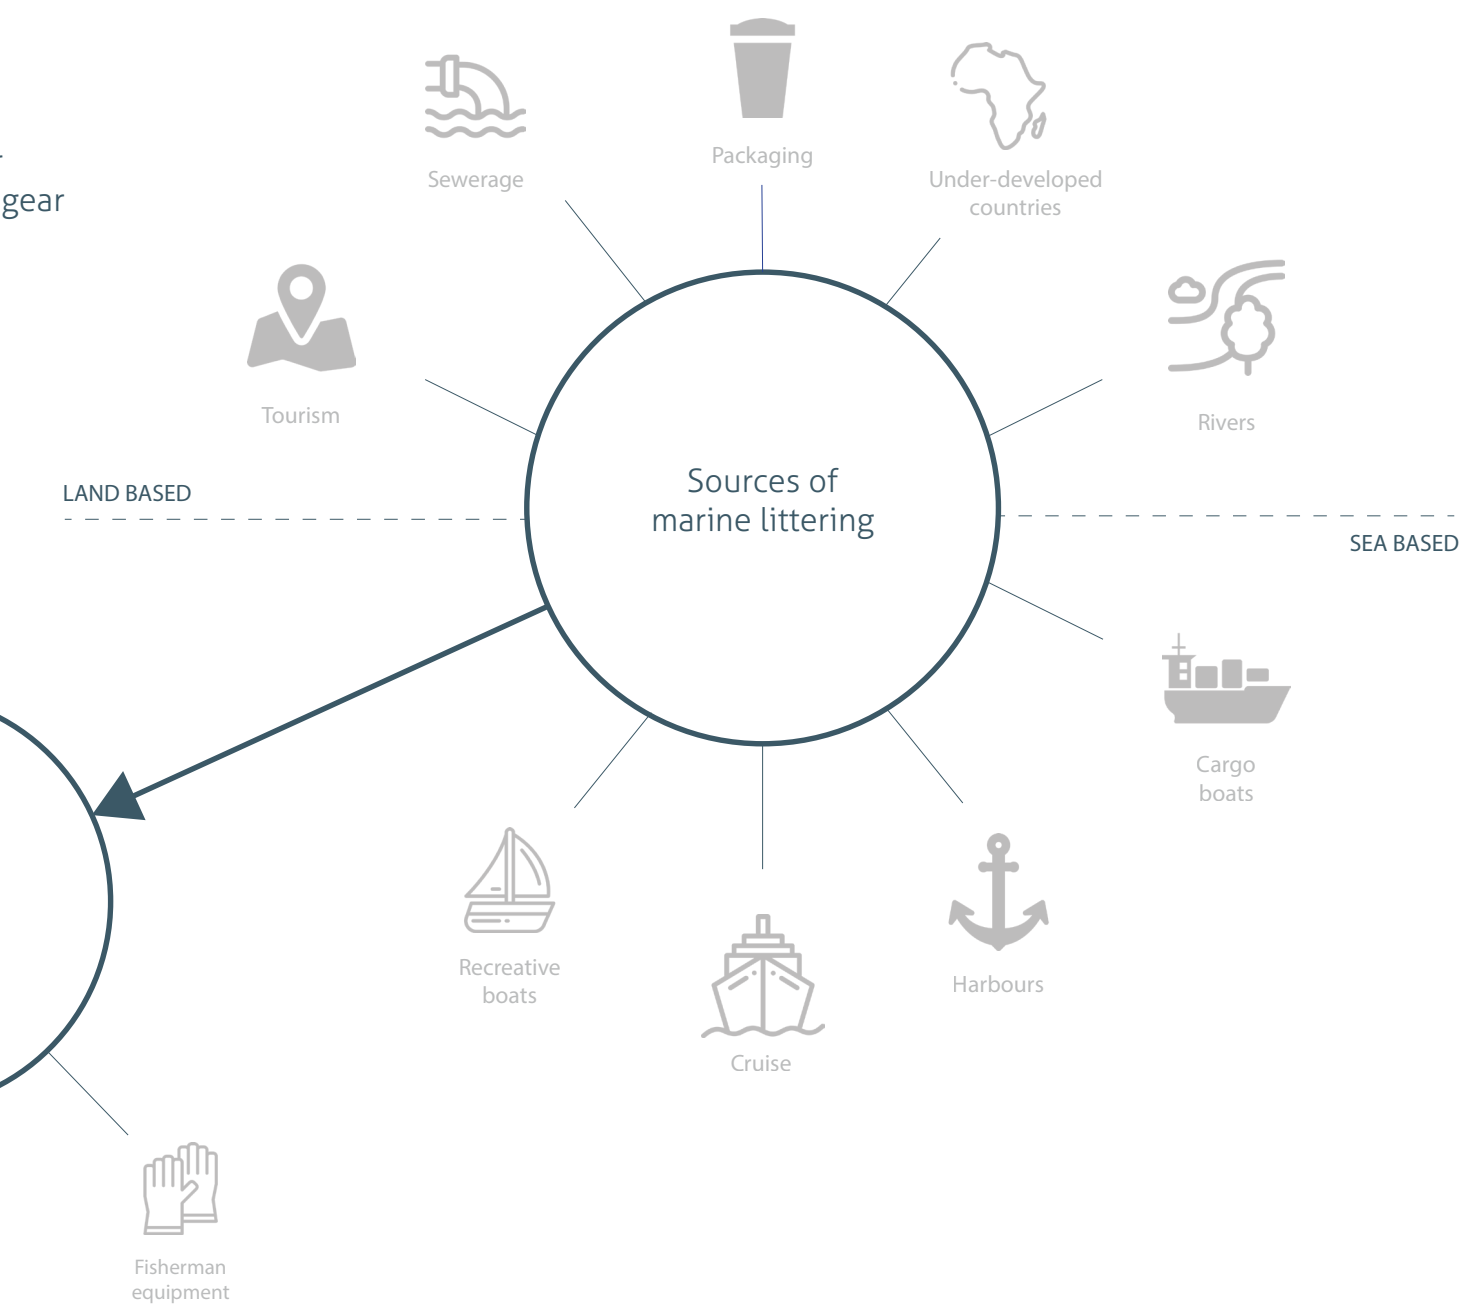 gear
Sewerage
Packaging
Under-developed
countries
Tourism
Rivers
LAND BASED
Sources of
marine littering
SEA BASED
Cargo
boats
Recreative
boats
Harbours
Cruise
Fisherman
equipment